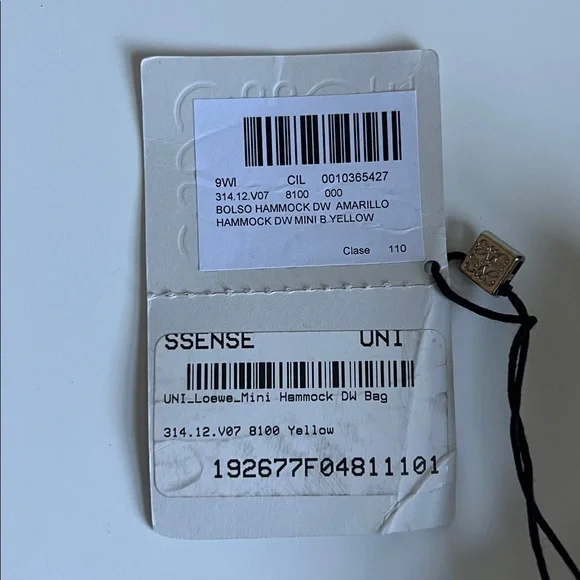 9WI CIL 0010365427
314.12.V07 8100 000
BOLSO HAMMOCK DW AMARILLO
HAMMOCK DW MINI B.YELLOW
Clase 110
SSENSE UNI
UNI_Loewe_Mini Hammock DW Bag
314.12.V07 8100 Yellow
192677F04811101